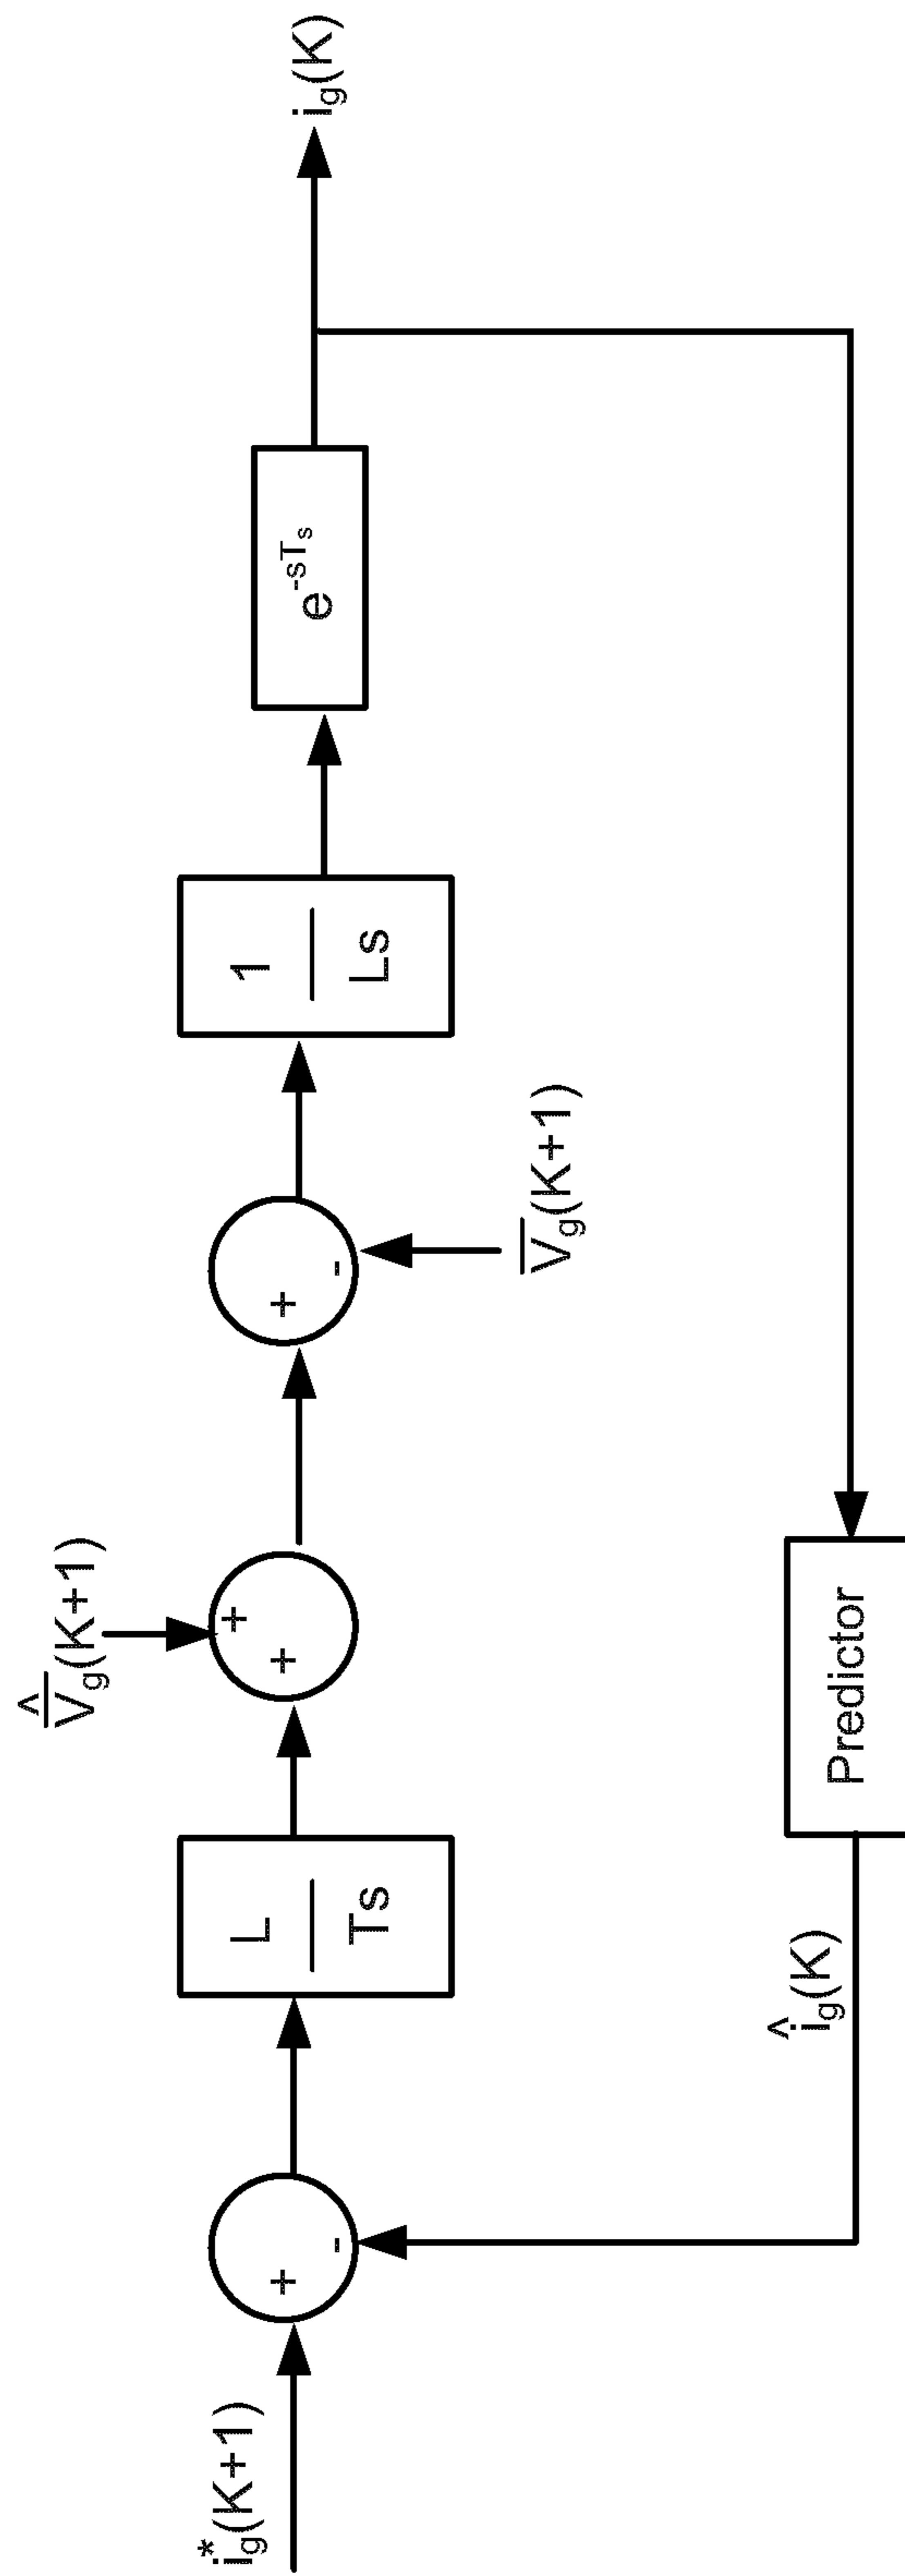 i*g(K+1)
+
-
L
Ts
V̂̅g(K+1)
+
+
+
-
V̅g(K+1)
1
Ls
e^-sTs
ig(K)
Predictor
îg(K)